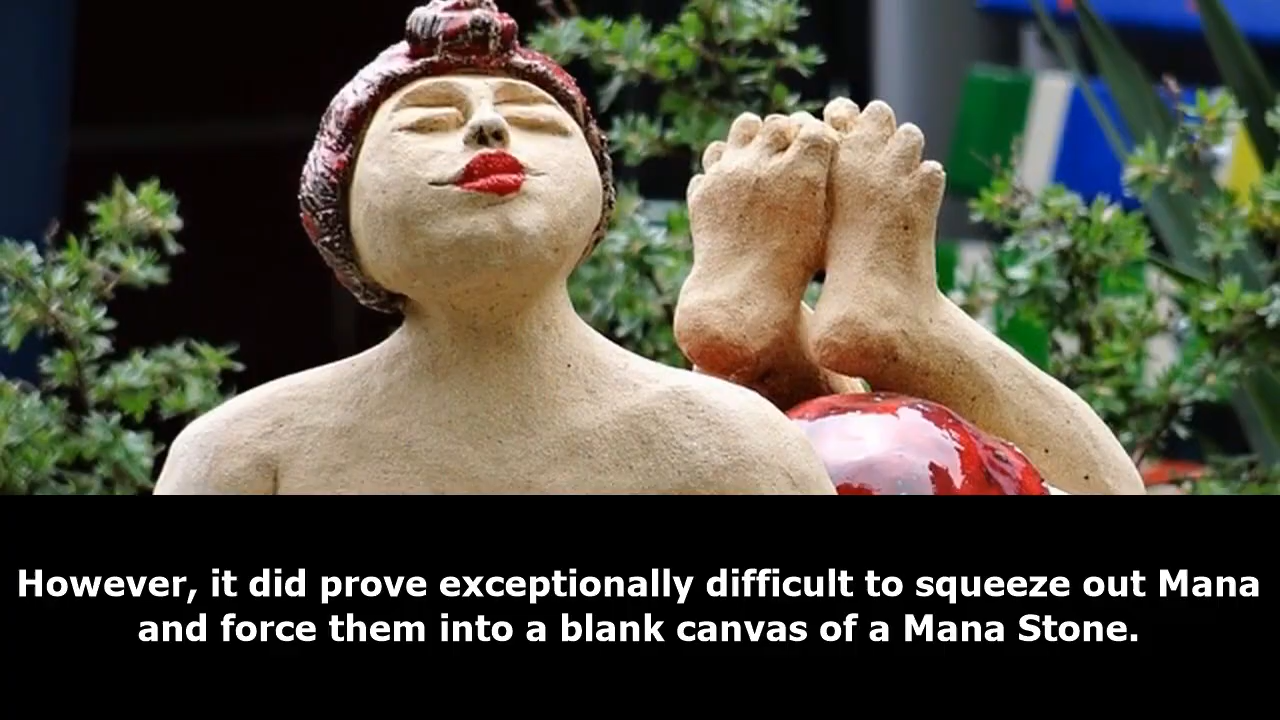 However, it did prove exceptionally difficult to squeeze out Mana
and force them into a blank canvas of a Mana Stone.